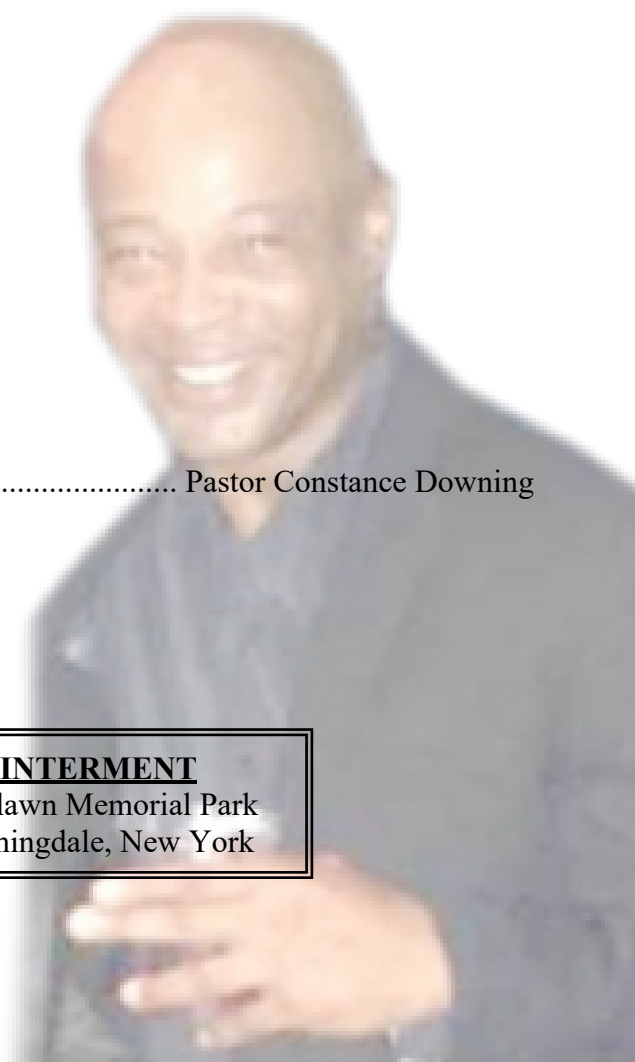 ...................... Pastor Constance Downing
INTERMENT
lawn Memorial Park
ningdale, New York